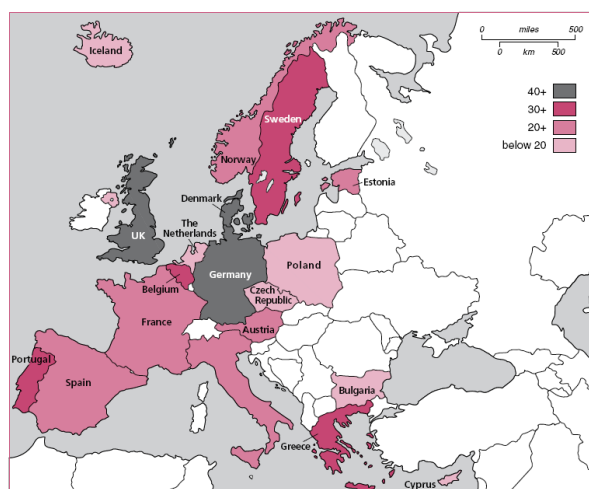 Iceland
0 miles 500
0 km 500
40+
30+
20+
below 20
Sweden
Norway
Estonia
Denmark
The
Netherlands
UK
Germany
Poland
Belgium
Czech
Republic
France
Austria
Portugal
Spain
Bulgaria
Greece
Cyprus